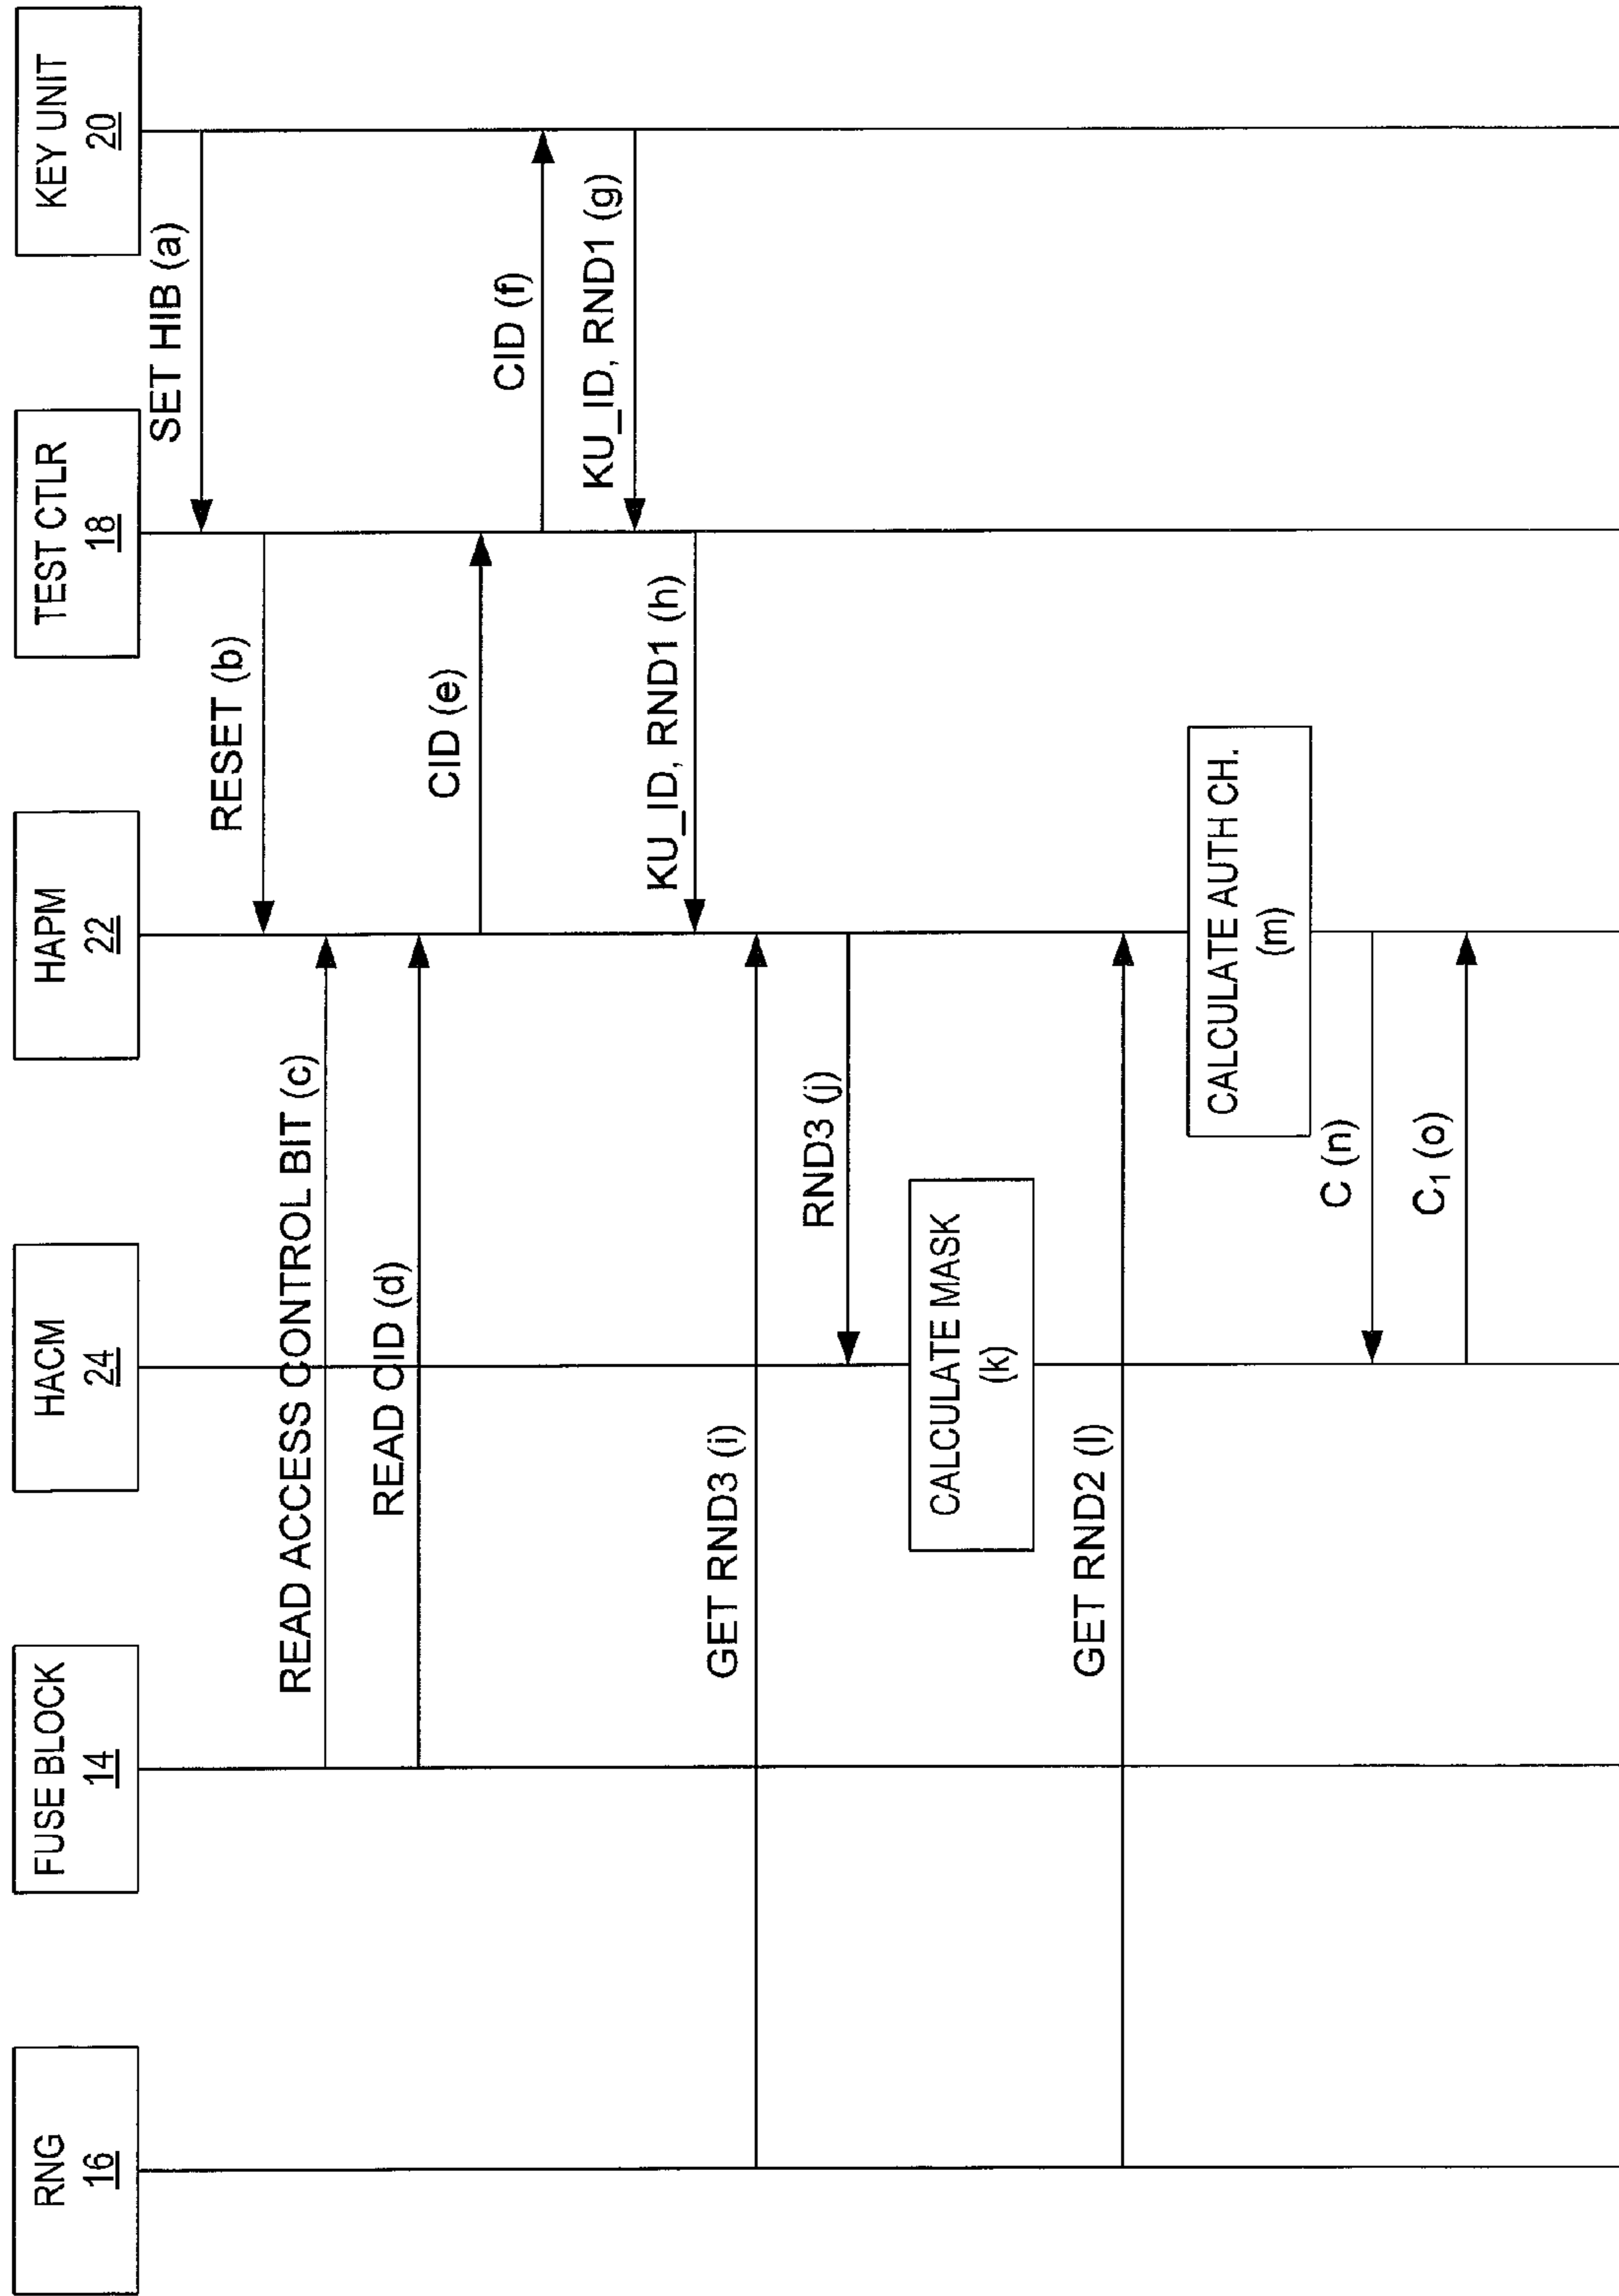 RNG
16
FUSE BLOCK
14
HACM
24
HAPM
22
TEST CTLR
18
KEY UNIT
20
SET HIB (a)
RESET (b)
READ ACCESS CONTROL BIT (c)
READ CID (d)
CID (e)
CID (f)
KU_ID, RND1 (g)
KU_ID, RND1 (h)
GET RND3 (i)
RND3 (j)
CALCULATE MASK
(k)
GET RND2 (l)
CALCULATE AUTH CH.
(m)
C (n)
C1 (o)